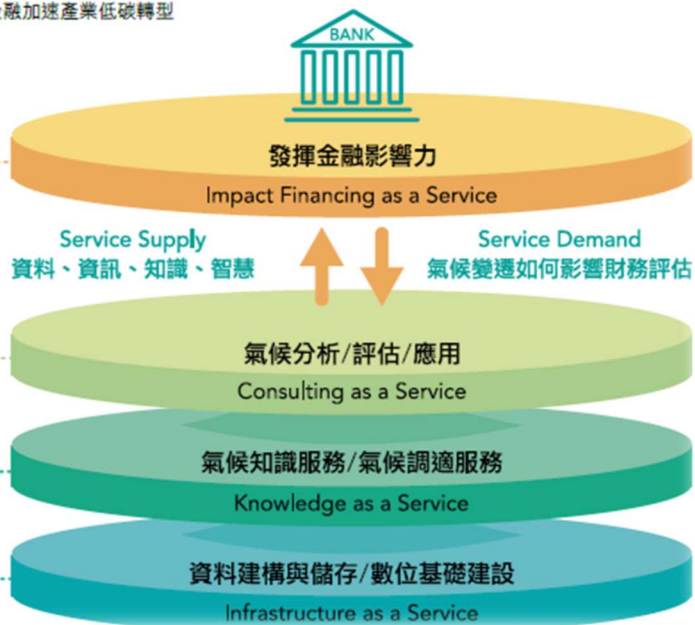 融加速產業低碳轉型
BANK
發揮金融影響力
Impact Financing as a Service
Service Supply
資料、資訊、知識、智慧
Service Demand
氣候變遷如何影響財務評估
氣候分析/評估/應用
Consulting as a Service
氣候知識服務/氣候調適服務
Knowledge as a Service
資料建構與儲存/數位基礎建設
Infrastructure as a Service